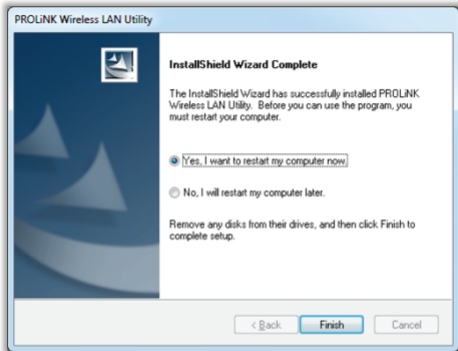 PROLiNK Wireless LAN Utility
InstallShield Wizard Complete
The InstallShield Wizard has successfully installed PROLiNK
Wireless LAN Utility. Before you can use the program, you
must restart your computer.
Yes, I want to restart my computer now.
No, I will restart my computer later.
Remove any disks from their drives, and then click Finish to
complete setup.
< Back Finish Cancel